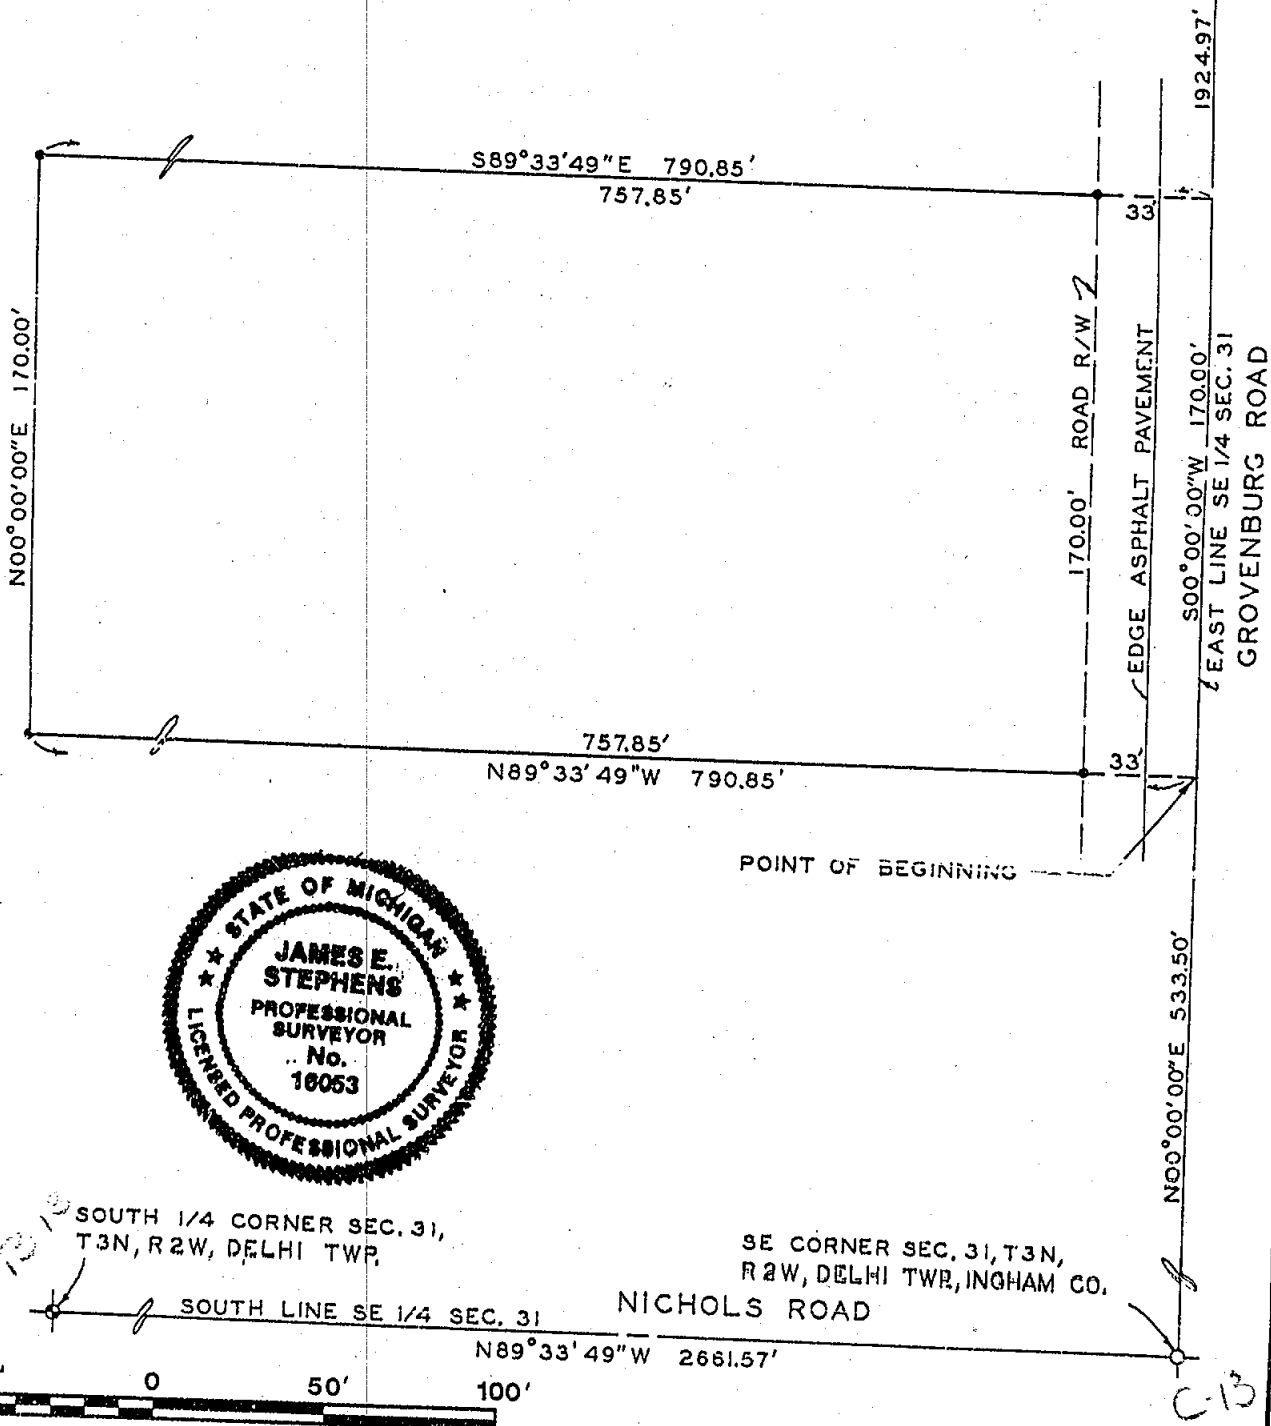 1924.97'
S89°33'49"E 790.85'
757.85'
33'
N00°00'00"E 170.00'
170.00' ROAD R/W
EDGE ASPHALT PAVEMENT
S00°00'00"W 170.00'
EAST LINE SE 1/4 SEC. 31
GROVENBURG ROAD
757.85'
N89°33'49"W 790.85'
33'
POINT OF BEGINNING
STATE OF MICHIGAN
JAMES E.
STEPHENS
PROFESSIONAL
SURVEYOR
No.
16053
LICENSED PROFESSIONAL SURVEYOR
N00°00'00"E 533.50'
SOUTH 1/4 CORNER SEC. 31,
T3N, R2W, DELHI TWP.
SE CORNER SEC. 31, T3N,
R2W, DELHI TWP., INGHAM CO.
SOUTH LINE SE 1/4 SEC. 31
NICHOLS ROAD
N89°33'49"W 2661.57'
0 50' 100'
C-13